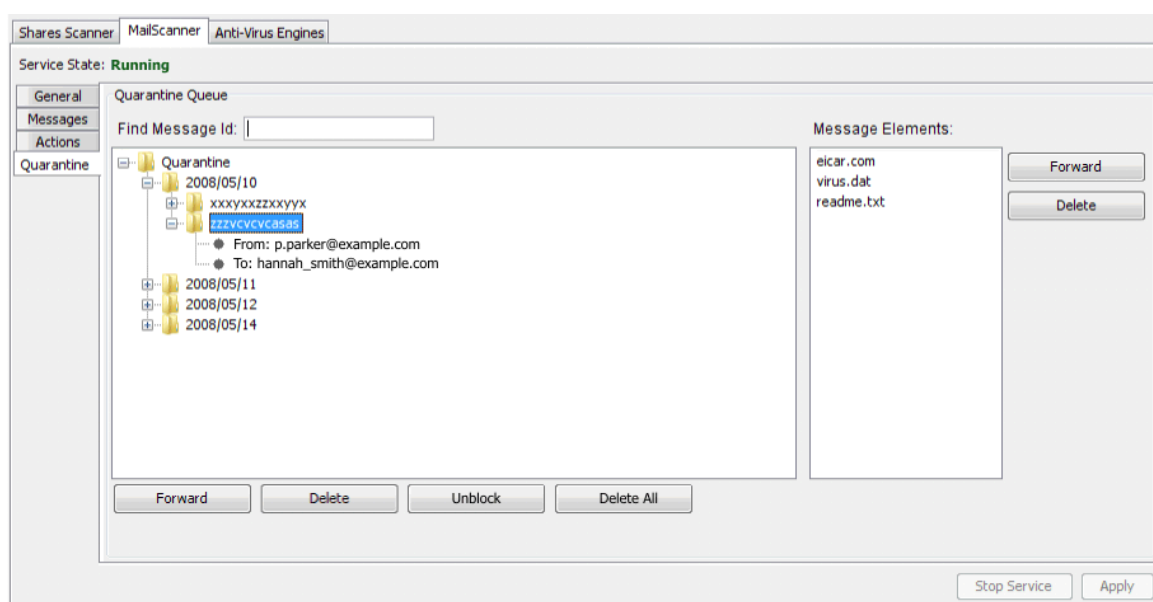 Shares Scanner MailScanner Anti-Virus Engines
Service State: Running
General
Messages
Actions
Quarantine
Quarantine Queue
Find Message Id:
Message Elements:
Quarantine
2008/05/10
xxxyxxzzxxyyx
zzzvcvcvcasas
From: p.parker@example.com
To: hannah_smith@example.com
2008/05/11
2008/05/12
2008/05/14
eicar.com
virus.dat
readme.txt
Forward
Delete
Forward Delete Unblock Delete All
Stop Service Apply